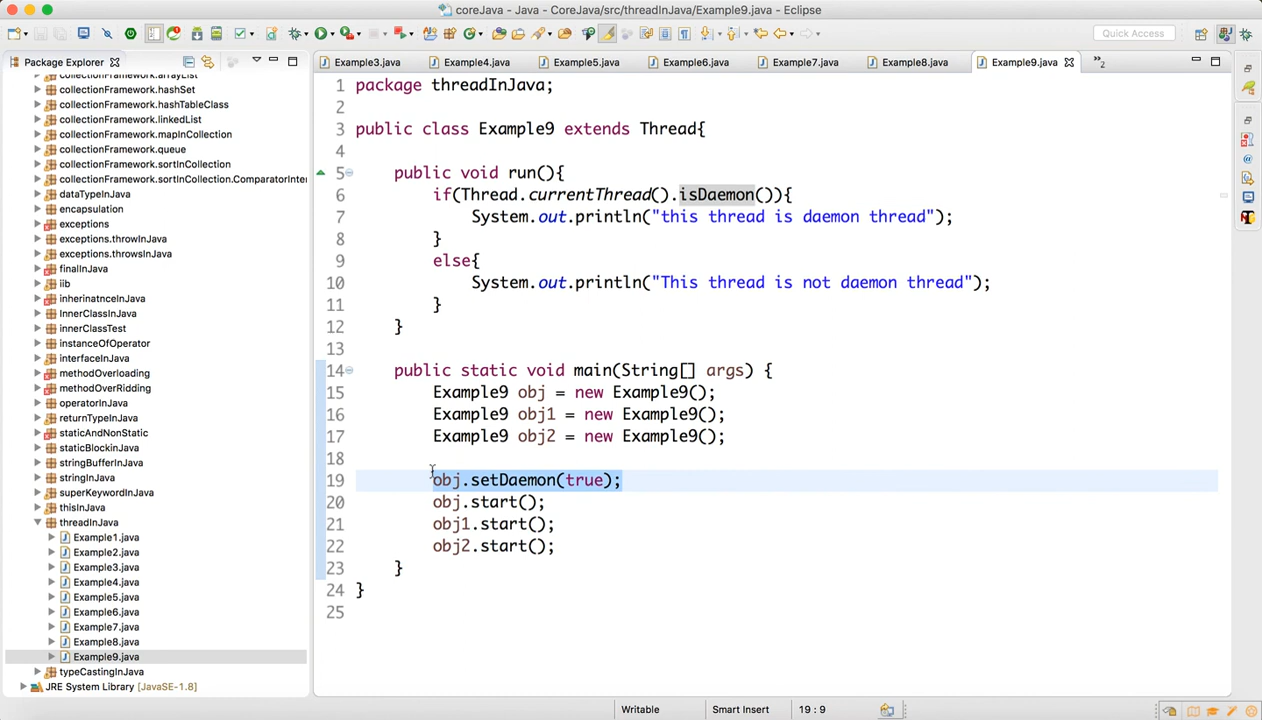 coreJava - Java - CoreJava/src/threadInJava/Example9.java - Eclipse
Quick Access
Package Explorer
Example3.java
Example4.java
Example5.java
Example6.java
Example7.java
Example8.java
Example9.java
2
collectionFramework.arrayList
collectionFramework.hashSet
collectionFramework.hashTableClass
collectionFramework.linkedList
collectionFramework.mapInCollection
collectionFramework.queue
collectionFramework.sortInCollection
collectionFramework.sortInCollection.ComparatorInter
dataTypeInJava
encapsulation
exceptions
exceptions.throwInJava
exceptions.throwsInJava
finalInJava
iib
inherinatnceInJava
InnerClassInJava
innerClassTest
instanceOfOperator
interfaceInJava
methodOverloading
methodOverRidding
operatorInJava
returnTypeInJava
staticAndNonStatic
staticBlockinJava
stringBufferInJava
stringInJava
superKeywordInJava
thisInJava
threadInJava
Example1.java
Example2.java
Example3.java
Example4.java
Example5.java
Example6.java
Example7.java
Example8.java
Example9.java
typeCastingInJava
JRE System Library [JavaSE-1.8]
1 package threadInJava;
2
3 public class Example9 extends Thread{
4
5 public void run(){
6 if(Thread.currentThread().isDaemon()){
7 System.out.println("this thread is daemon thread");
8 }
9 else{
10 System.out.println("This thread is not daemon thread");
11 }
12 }
13
14 public static void main(String[] args) {
15 Example9 obj = new Example9();
16 Example9 obj1 = new Example9();
17 Example9 obj2 = new Example9();
18
19 obj.setDaemon(true);
20 obj.start();
21 obj1.start();
22 obj2.start();
23 }
24 }
25
Writable
Smart Insert
19 : 9